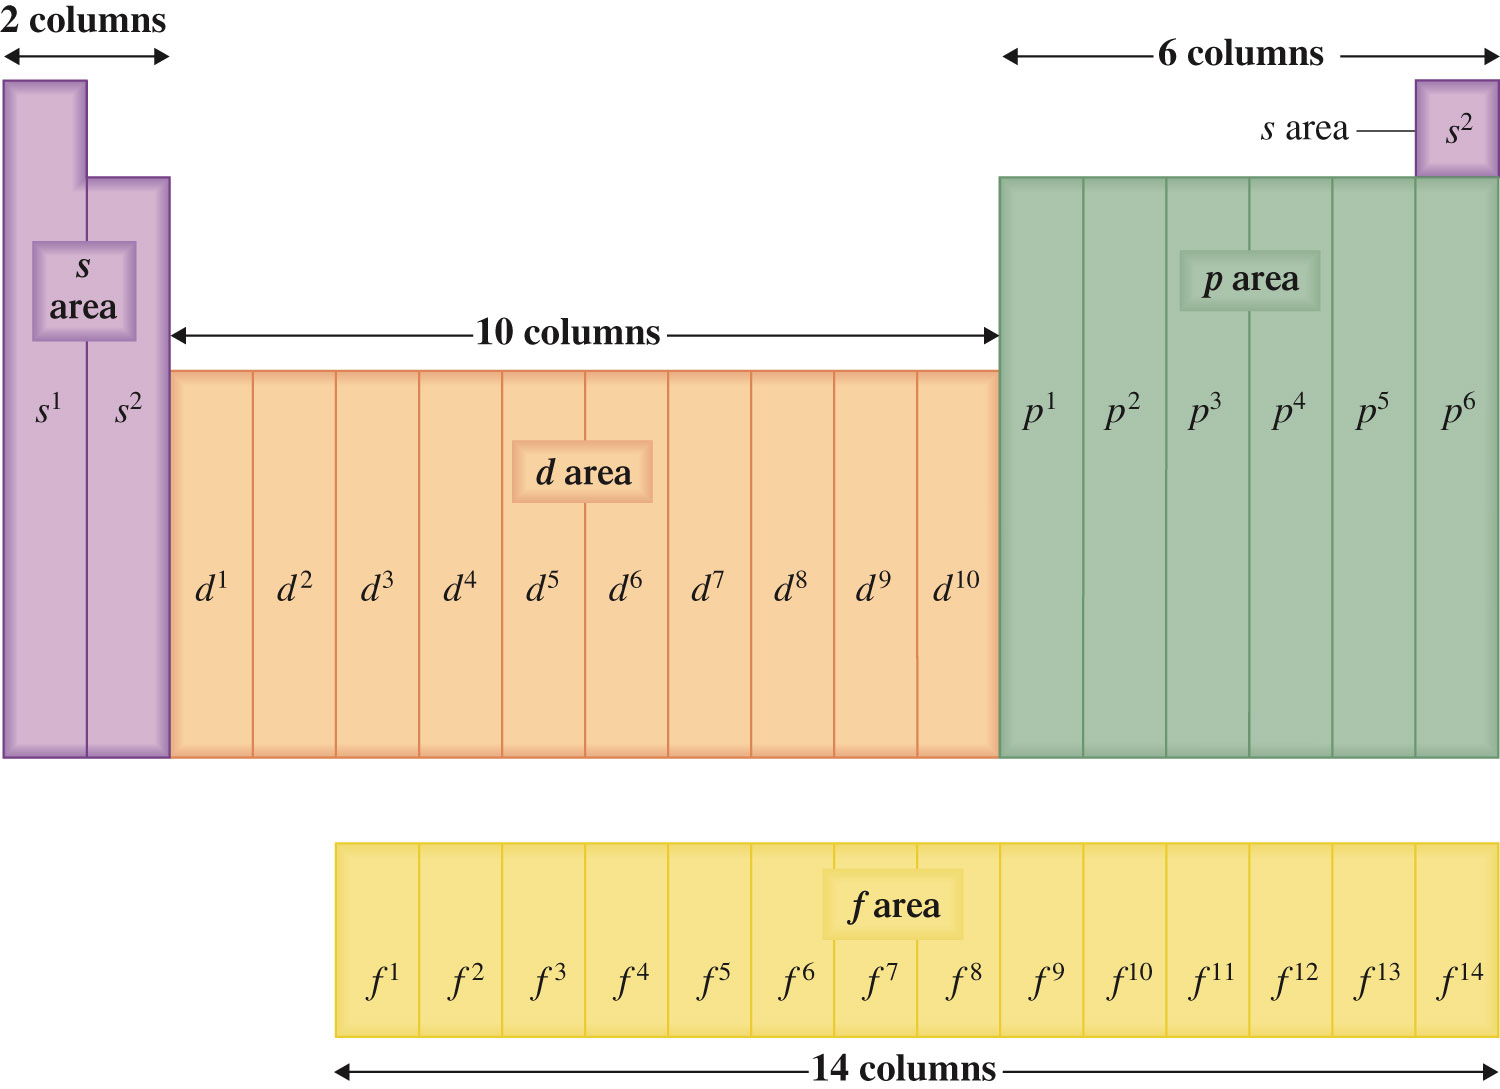 2 columns
6 columns
s area
s²
s
area
p area
10 columns
s¹ s² p¹ p² p³ p⁴ p⁵ p⁶
d area
d¹ d² d³ d⁴ d⁵ d⁶ d⁷ d⁸ d⁹ d¹⁰
f area
f¹ f² f³ f⁴ f⁵ f⁶ f⁷ f⁸ f⁹ f¹⁰ f¹¹ f¹² f¹³ f¹⁴
14 columns